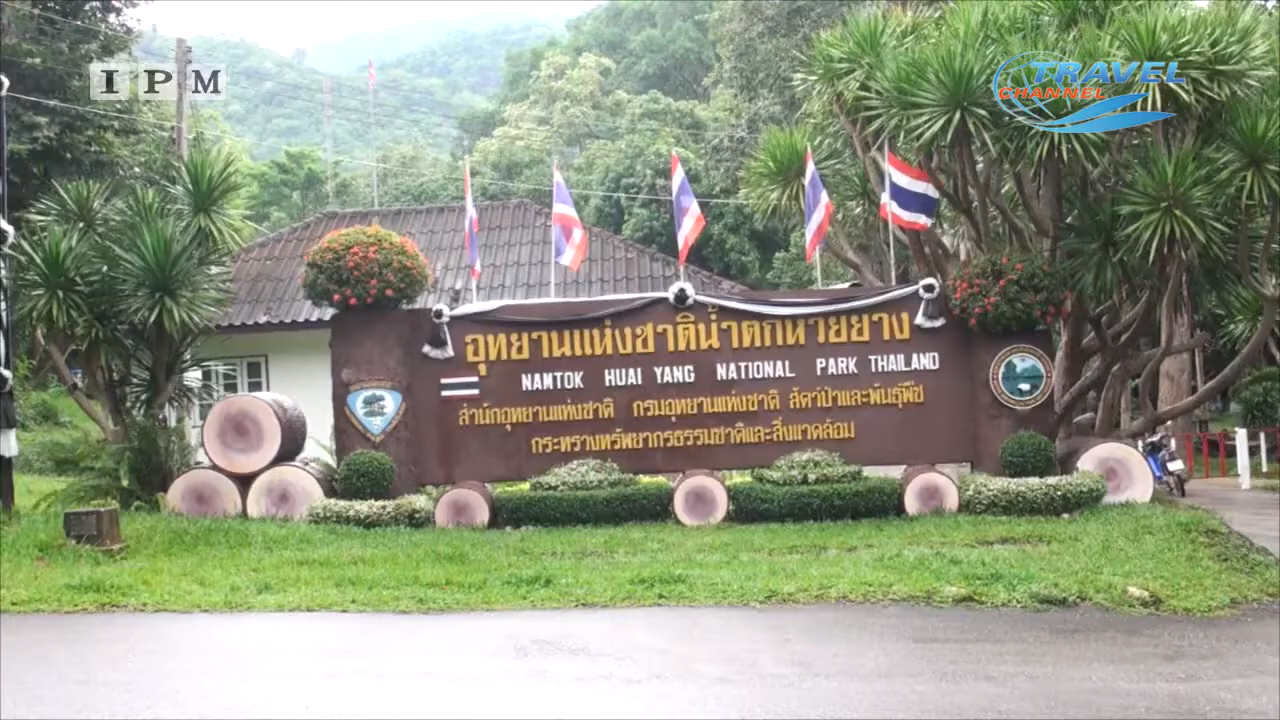 IPM
TRAVEL
CHANNEL
อุทยานแห่งชาติน้ำตกห้วยยาง
NAMTOK HUAI YANG NATIONAL PARK THAILAND
สำนักอุทยานแห่งชาติ กรมอุทยานแห่งชาติ สัตว์ป่าและพันธุ์พืช
กระทรวงทรัพยากรธรรมชาติและสิ่งแวดล้อม